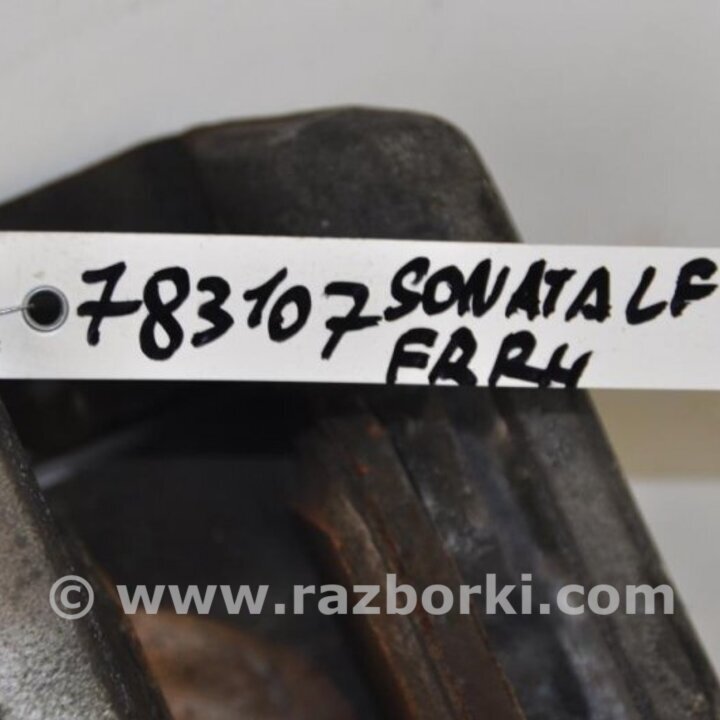 783107 SONATA LF
FR RH
© www.razborki.com